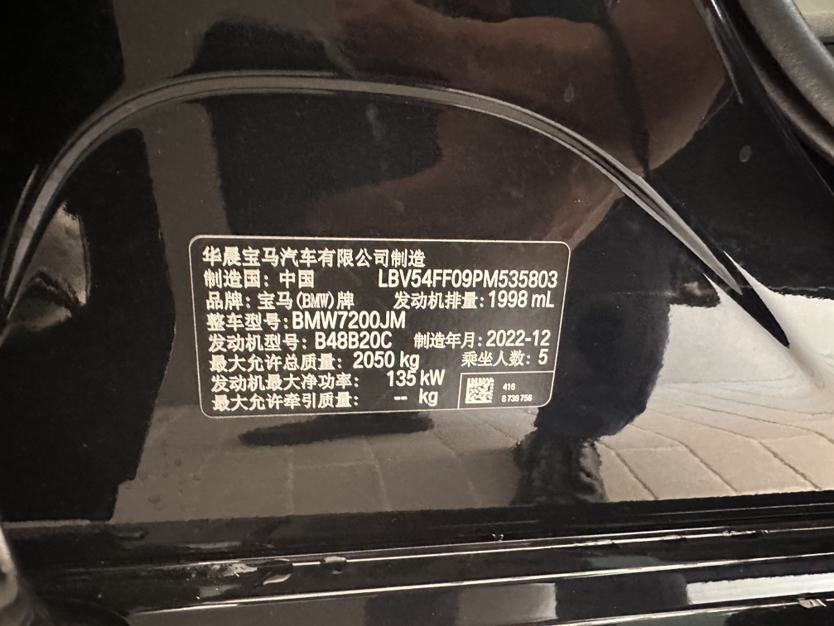 华晨宝马汽车有限公司制造
制造国：中国 LBV54FF09PM535803
品牌：宝马(BMW)牌 发动机排量：1998 mL
整车型号：BMW7200JM
发动机型号：B48B20C 制造年月：2022-12
最大允许总质量：2050 kg 乘坐人数：5
发动机最大净功率：135 kW
最大允许牵引质量：-- kg
416
8 738 756